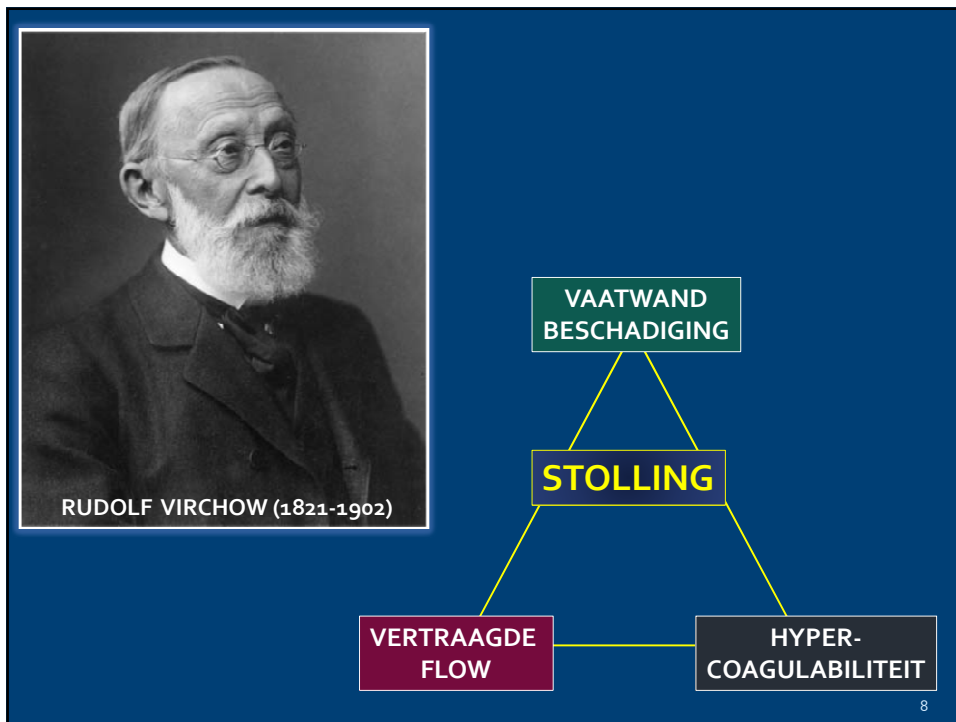 RUDOLF VIRCHOW (1821-1902)
VAATWAND
BESCHADIGING
STOLLING
VERTRAAGDE
FLOW
HYPER-
COAGULABILITEIT
8